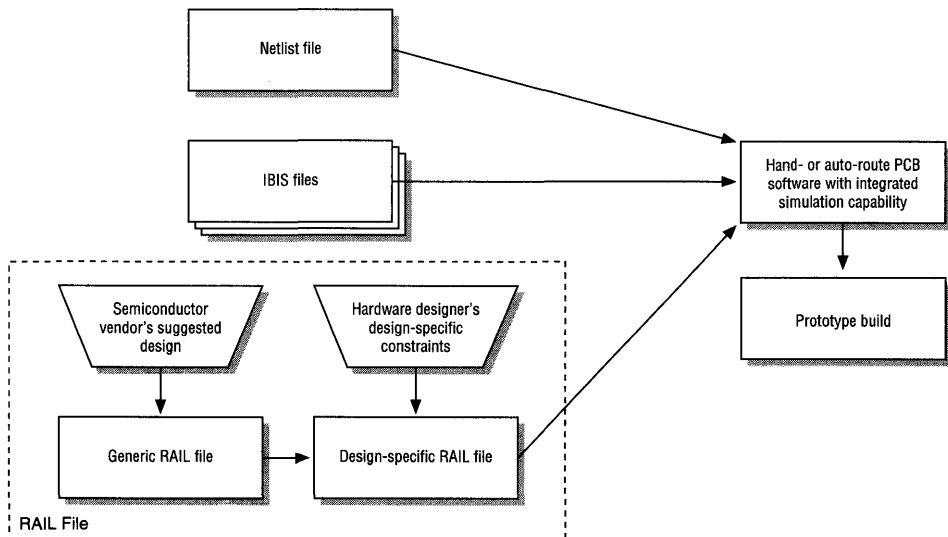 Netlist file
IBIS files
Hand- or auto-route PCB
software with integrated
simulation capability
Semiconductor
vendor's suggested
design
Hardware designer's
design-specific
constraints
Prototype build
Generic RAIL file
Design-specific RAIL file
RAIL File